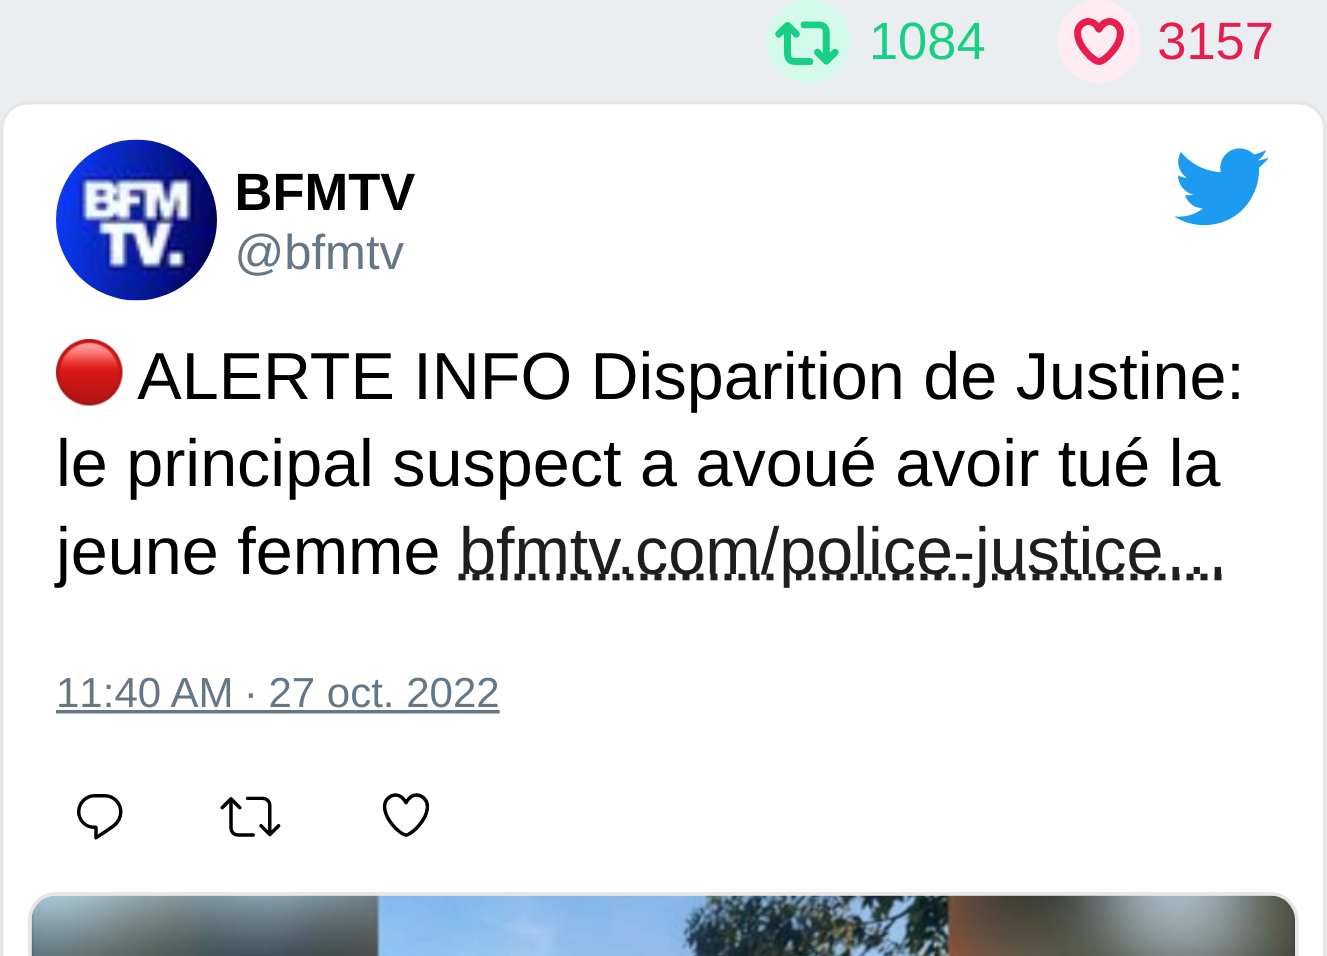 1084 3157
BFM
TV.
BFMTV
@bfmtv
🔴 ALERTE INFO Disparition de Justine:
le principal suspect a avoué avoir tué la
jeune femme bfmtv.com/police-justice...
11:40 AM · 27 oct. 2022